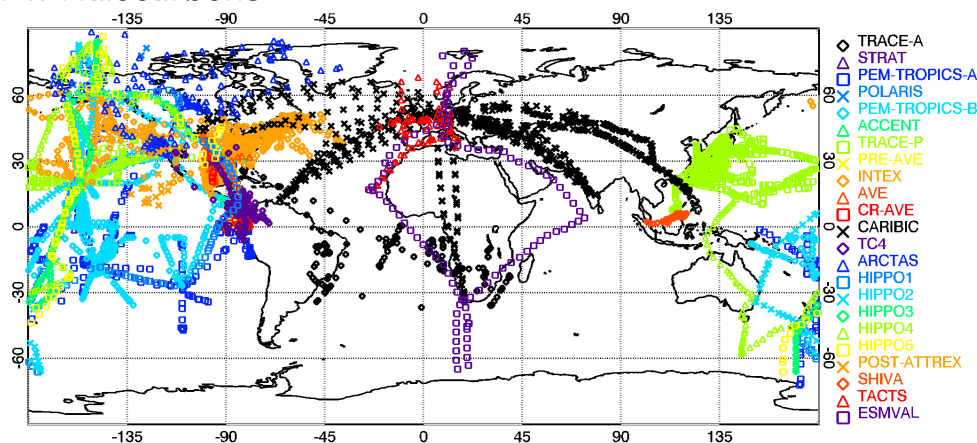 -135 -90 -45 0 45 90 135
60
30
0
-30
-60
60
30
0
-30
-60
-135 -90 -45 0 45 90 135
TRACE-A
STRAT
PEM-TROPICS-A
POLARIS
PEM-TROPICS-B
ACCENT
TRACE-P
PRE-AVE
INTEX
AVE
CR-AVE
CARIBIC
TC4
ARCTAS
HIPPO1
HIPPO2
HIPPO3
HIPPO4
HIPPO5
POST-ATTREX
SHIVA
TACTS
ESMVAL